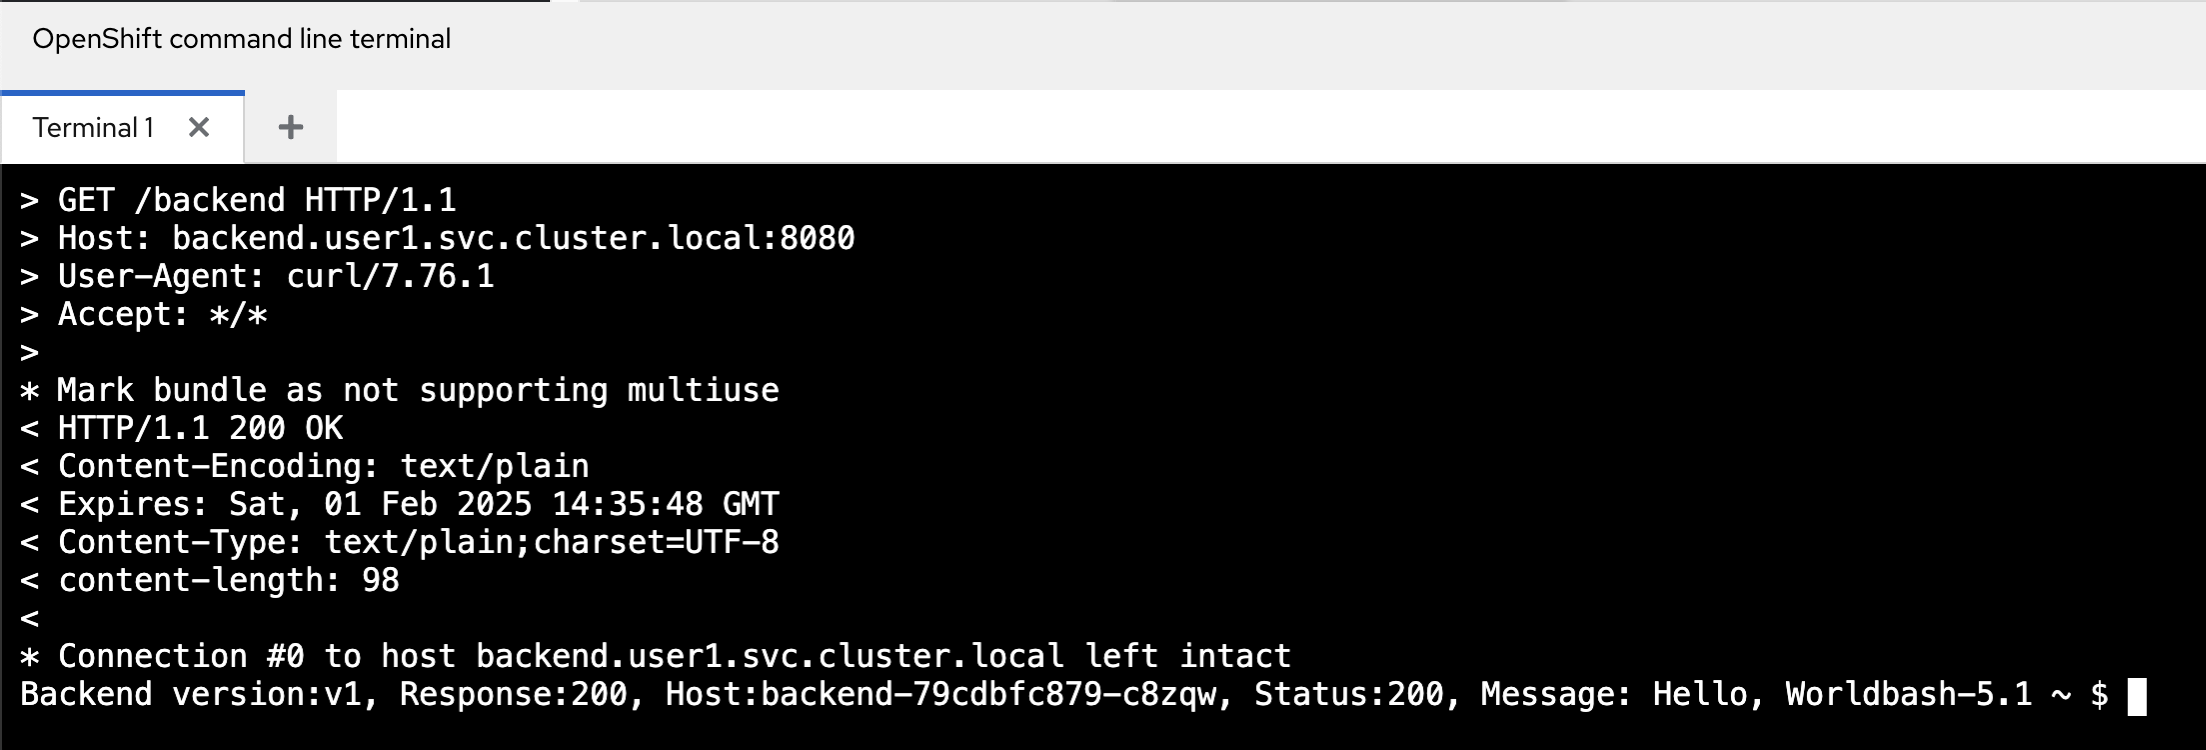 OpenShift command line terminal
Terminal 1
> GET /backend HTTP/1.1
> Host: backend.user1.svc.cluster.local:8080
> User-Agent: curl/7.76.1
> Accept: */*
>
* Mark bundle as not supporting multiuse
< HTTP/1.1 200 OK
< Content-Encoding: text/plain
< Expires: Sat, 01 Feb 2025 14:35:48 GMT
< Content-Type: text/plain;charset=UTF-8
< content-length: 98
<
* Connection #0 to host backend.user1.svc.cluster.local left intact
Backend version:v1, Response:200, Host:backend-79cdbfc879-c8zqw, Status:200, Message: Hello, Worldbash-5.1 ~ $